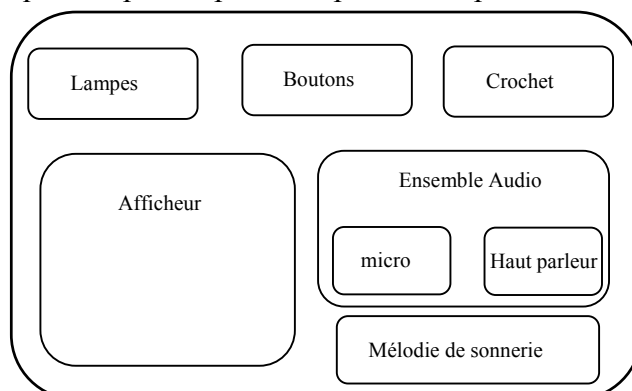 Lampes
Boutons
Crochet
Afficheur
Ensemble Audio
micro
Haut parleur
Mélodie de sonnerie